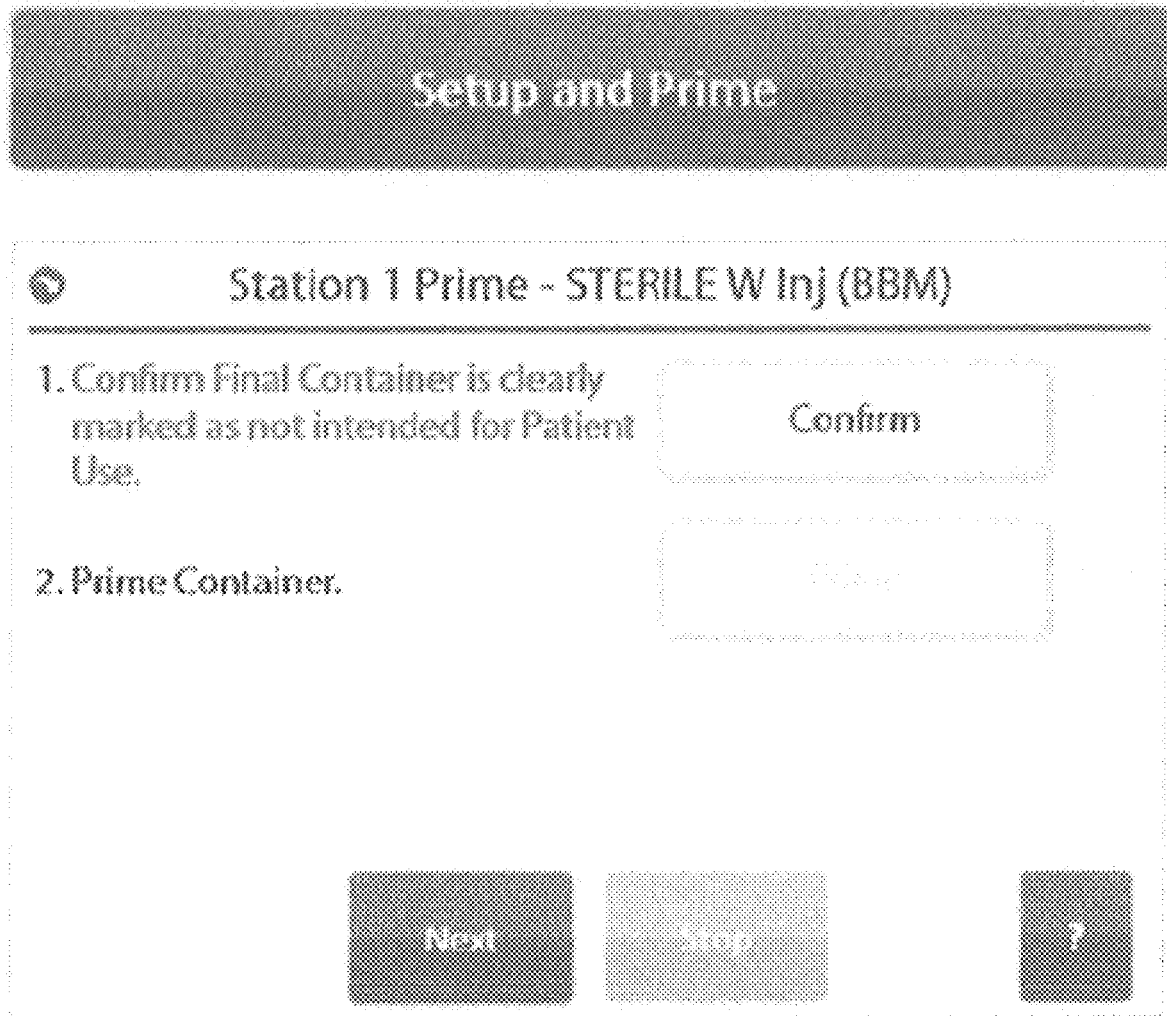 Setup and Prime
Station 1 Prime - STERILE W Inj (BBM)
1. Confirm Final Container is clearly
marked as not intended for Patient
Use.
Confirm
2. Prime Container.
Prime
Next
Stop
?